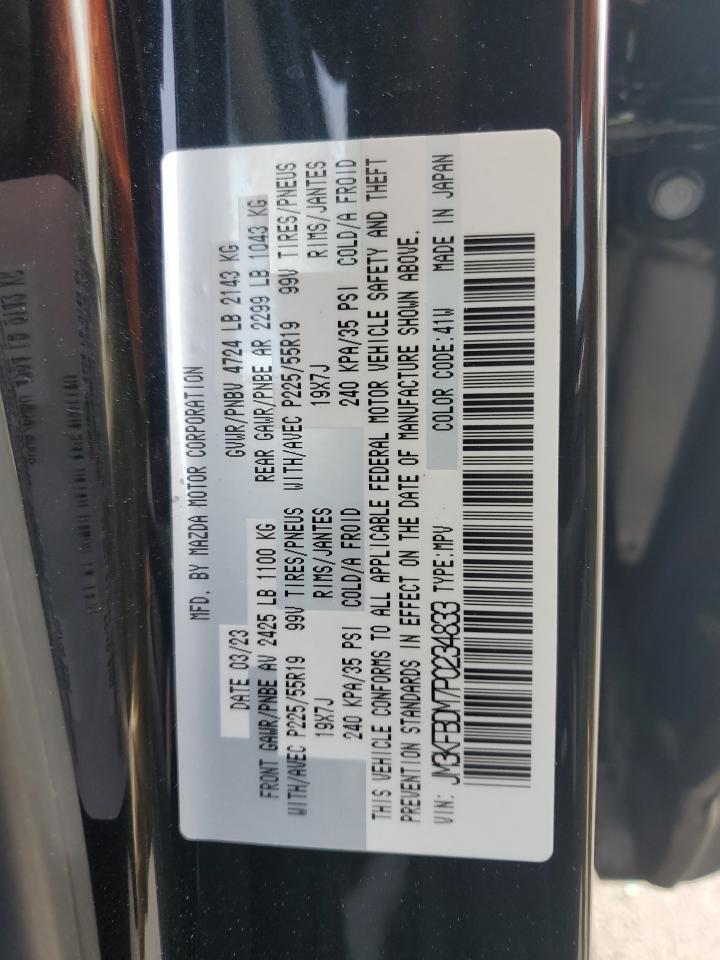 MFD. BY MAZDA MOTOR CORPORATION
DATE 03/23 GVWR/PNBV 4724 LB 2143 KG
FRONT GAWR/PNBE AV 2425 LB 1100 KG REAR GAWR/PNBE AR 2299 LB 1043 KG
WITH/AVEC P225/55R19 99V TIRES/PNEUS WITH/AVEC P225/55R19 99V TIRES/PNEUS
19X7J RIMS/JANTES 19X7J RIMS/JANTES
240 KPA/35 PSI COLD/A FROID 240 KPA/35 PSI COLD/A FROID
THIS VEHICLE CONFORMS TO ALL APPLICABLE FEDERAL MOTOR VEHICLE SAFETY AND THEFT
PREVENTION STANDARDS IN EFFECT ON THE DATE OF MANUFACTURE SHOWN ABOVE.
VIN: JM3KFBDM7P0234833 TYPE:MPV COLOR CODE:41W MADE IN JAPAN